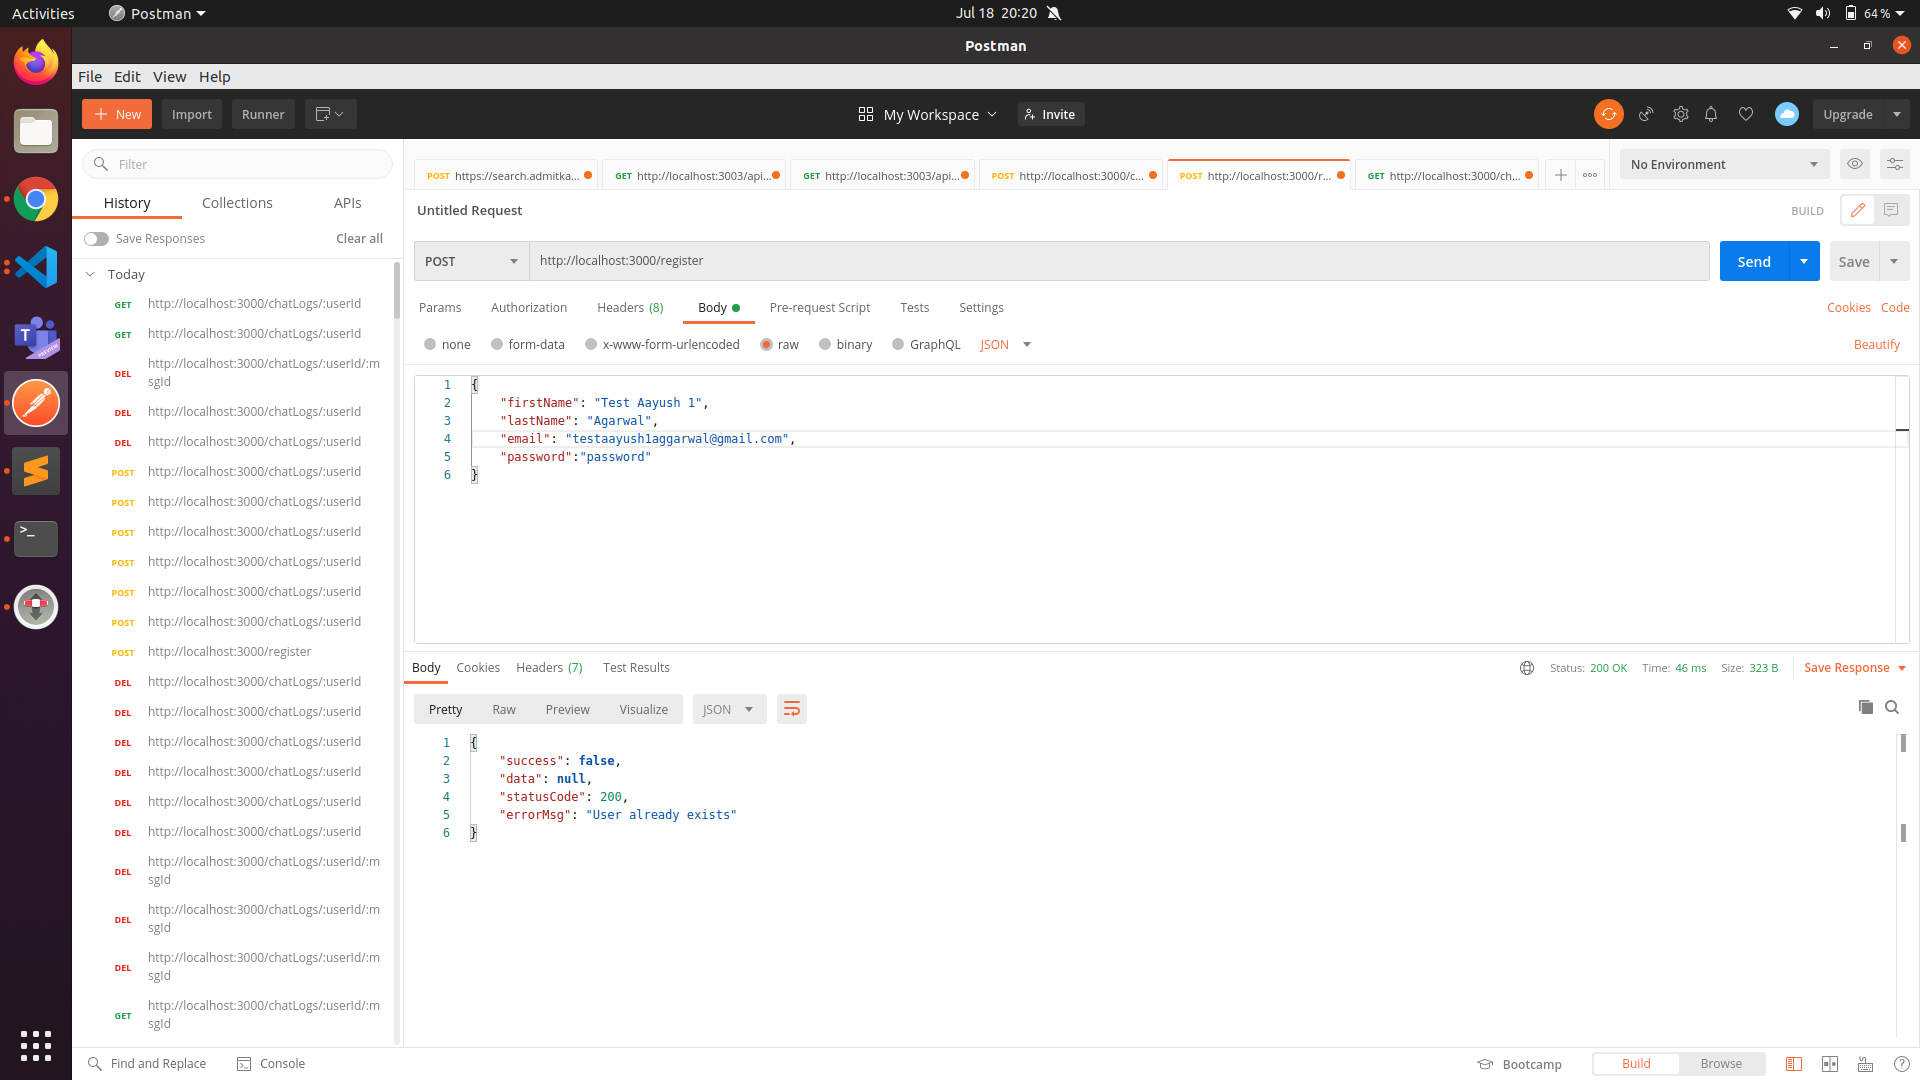 Activities
Postman
Jul 18 20:20
64 %
Postman
File Edit View Help
New
Import
Runner
My Workspace
Invite
Upgrade
Filter
History
Collections
APIs
Save Responses
Clear all
Today
GET http://localhost:3000/chatLogs/:userId
GET http://localhost:3000/chatLogs/:userId
DEL http://localhost:3000/chatLogs/:userId/:m
sgId
DEL http://localhost:3000/chatLogs/:userId
DEL http://localhost:3000/chatLogs/:userId
POST http://localhost:3000/chatLogs/:userId
POST http://localhost:3000/chatLogs/:userId
POST http://localhost:3000/chatLogs/:userId
POST http://localhost:3000/chatLogs/:userId
POST http://localhost:3000/chatLogs/:userId
POST http://localhost:3000/chatLogs/:userId
POST http://localhost:3000/register
DEL http://localhost:3000/chatLogs/:userId
DEL http://localhost:3000/chatLogs/:userId
DEL http://localhost:3000/chatLogs/:userId
DEL http://localhost:3000/chatLogs/:userId
DEL http://localhost:3000/chatLogs/:userId
DEL http://localhost:3000/chatLogs/:userId
DEL http://localhost:3000/chatLogs/:userId/:m
sgId
DEL http://localhost:3000/chatLogs/:userId/:m
sgId
DEL http://localhost:3000/chatLogs/:userId/:m
sgId
GET http://localhost:3000/chatLogs/:userId/:m
sgId
POST https://search.admitka...
GET http://localhost:3003/api...
GET http://localhost:3003/api...
POST http://localhost:3000/c...
POST http://localhost:3000/r...
GET http://localhost:3000/ch...
No Environment
Untitled Request
BUILD
POST
http://localhost:3000/register
Send
Save
Params
Authorization
Headers (8)
Body
Pre-request Script
Tests
Settings
Cookies
Code
none
form-data
x-www-form-urlencoded
raw
binary
GraphQL
JSON
Beautify
1 {
2 "firstName": "Test Aayush 1",
3 "lastName": "Agarwal",
4 "email": "testaayush1aggarwal@gmail.com",
5 "password":"password"
6 }
Body
Cookies
Headers (7)
Test Results
Status: 200 OK
Time: 46 ms
Size: 323 B
Save Response
Pretty
Raw
Preview
Visualize
JSON
1 {
2 "success": false,
3 "data": null,
4 "statusCode": 200,
5 "errorMsg": "User already exists"
6 }
Find and Replace
Console
Bootcamp
Build
Browse